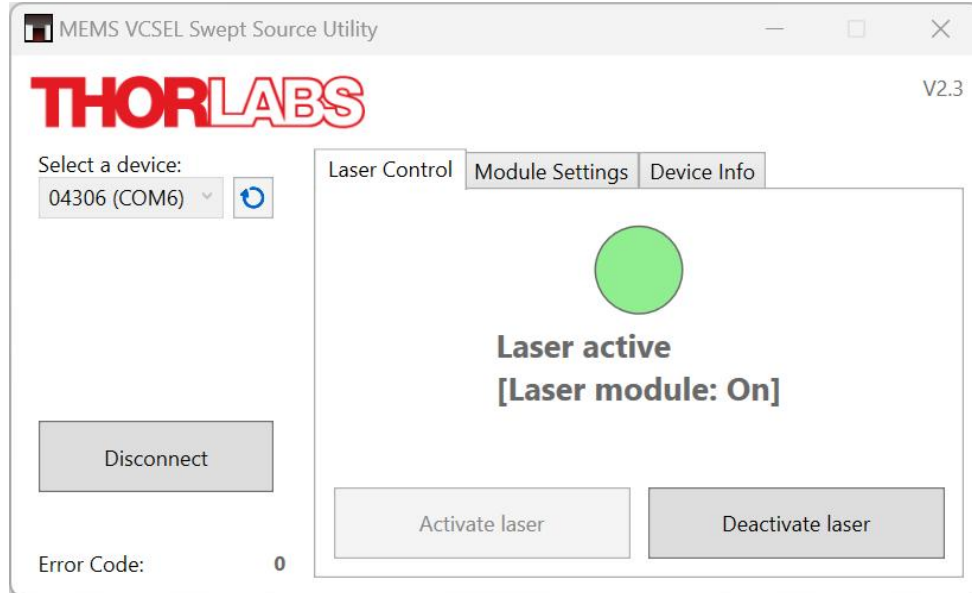 MEMS VCSEL Swept Source Utility
THORLABS
V2.3
Select a device:
04306 (COM6)
Laser Control
Module Settings
Device Info
Laser active
[Laser module: On]
Disconnect
Activate laser
Deactivate laser
Error Code:
0